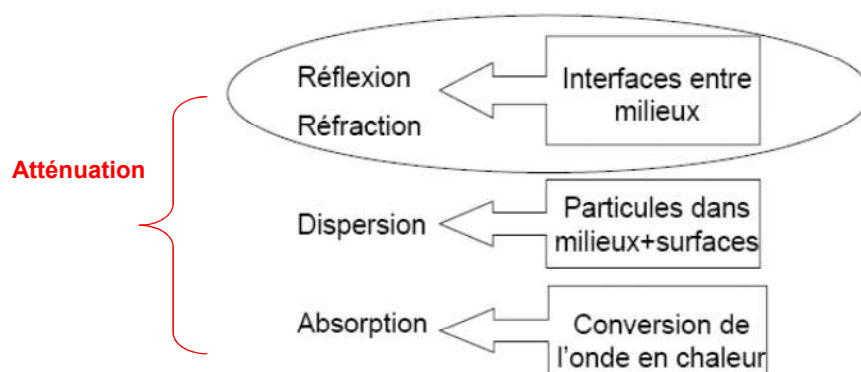 Réflexion
Réfraction
Interfaces entre
milieux
Atténuation
Dispersion
Particules dans
milieux+surfaces
Absorption
Conversion de
l'onde en chaleur